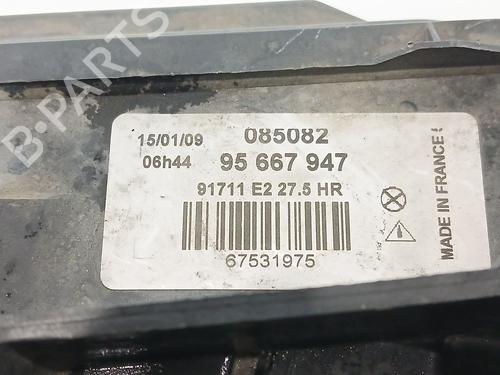 B-PARTS
15/01/09 085082
06h44 95 667 947
91711 E2 27.5 HR
67531975
MADE IN FRANCE